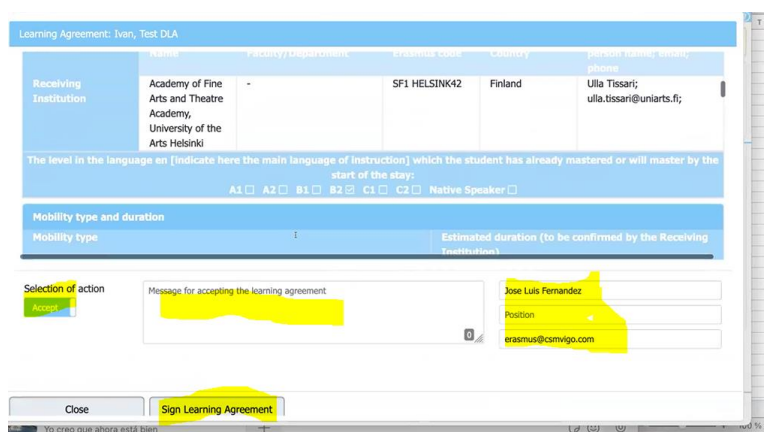 Learning Agreement: Ivan, Test DLA
Name Faculty/Department Erasmus code Country person name; email;
phone
Receiving Academy of Fine - SF1 HELSINK42 Finland Ulla Tissari;
Institution Arts and Theatre ulla.tissari@uniarts.fi;
Academy,
University of the
Arts Helsinki
The level in the language en [indicate here the main language of instruction] which the student has already mastered or will master by the
start of the stay:
A1 ☐ A2 ☐ B1 ☐ B2 ☑ C1 ☐ C2 ☐ Native Speaker ☐
Mobility type and duration
Mobility type Estimated duration (to be confirmed by the Receiving
Institution)
Selection of action Message for accepting the learning agreement Jose Luis Fernandez
Accept Position
0 erasmus@csmvigo.com
Close Sign Learning Agreement
Yo creo que ahora está bien 100 %
T